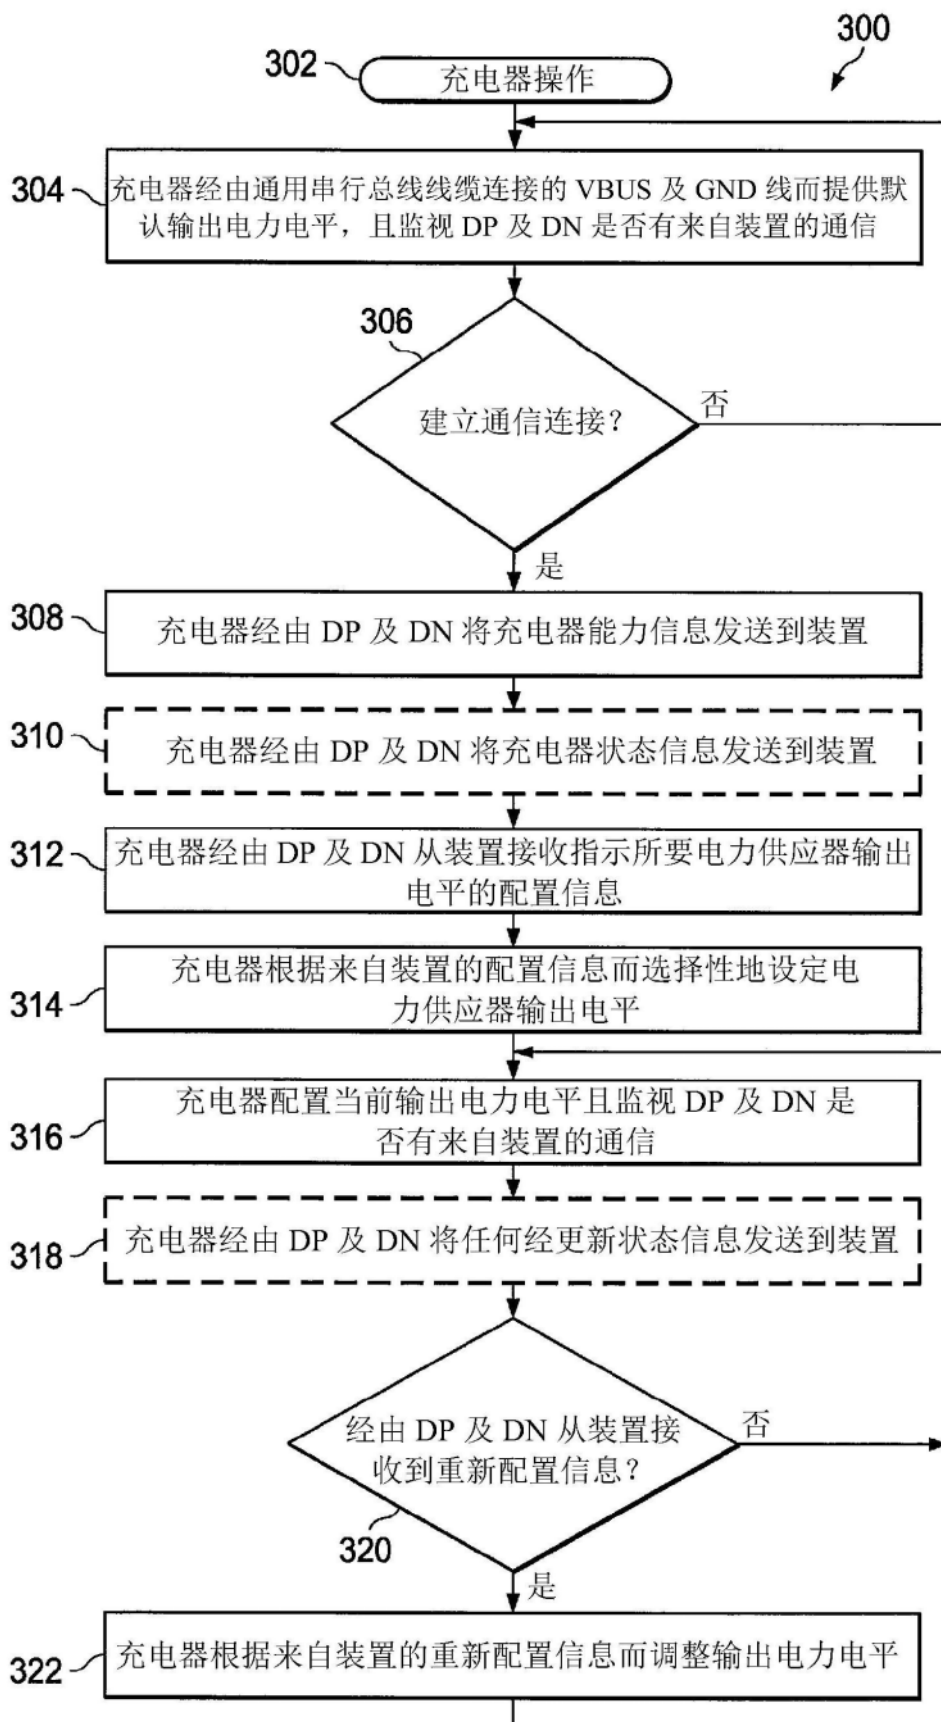 300
302
充电器操作
304
充电器经由通用串行总线线缆连接的 VBUS 及 GND 线而提供默
认输出电力电平，且监视 DP 及 DN 是否有来自装置的通信
306
建立通信连接？
否
是
308
充电器经由 DP 及 DN 将充电器能力信息发送到装置
310
充电器经由 DP 及 DN 将充电器状态信息发送到装置
312
充电器经由 DP 及 DN 从装置接收指示所要电力供应器输出
电平的配置信息
314
充电器根据来自装置的配置信息而选择性地设定电
力供应器输出电平
316
充电器配置当前输出电力电平且监视 DP 及 DN 是
否有来自装置的通信
318
充电器经由 DP 及 DN 将任何经更新状态信息发送到装置
经由 DP 及 DN 从装置接
收到重新配置信息？
否
320
是
322
充电器根据来自装置的重新配置信息而调整输出电力电平